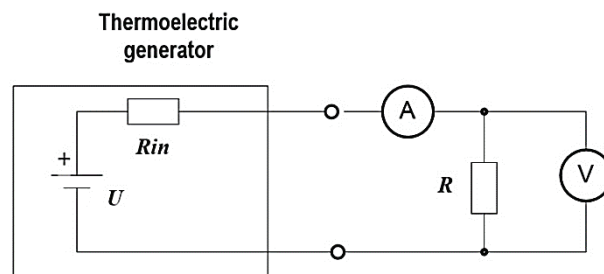 Thermoelectric
generator
Rin
A
+
U
R
V